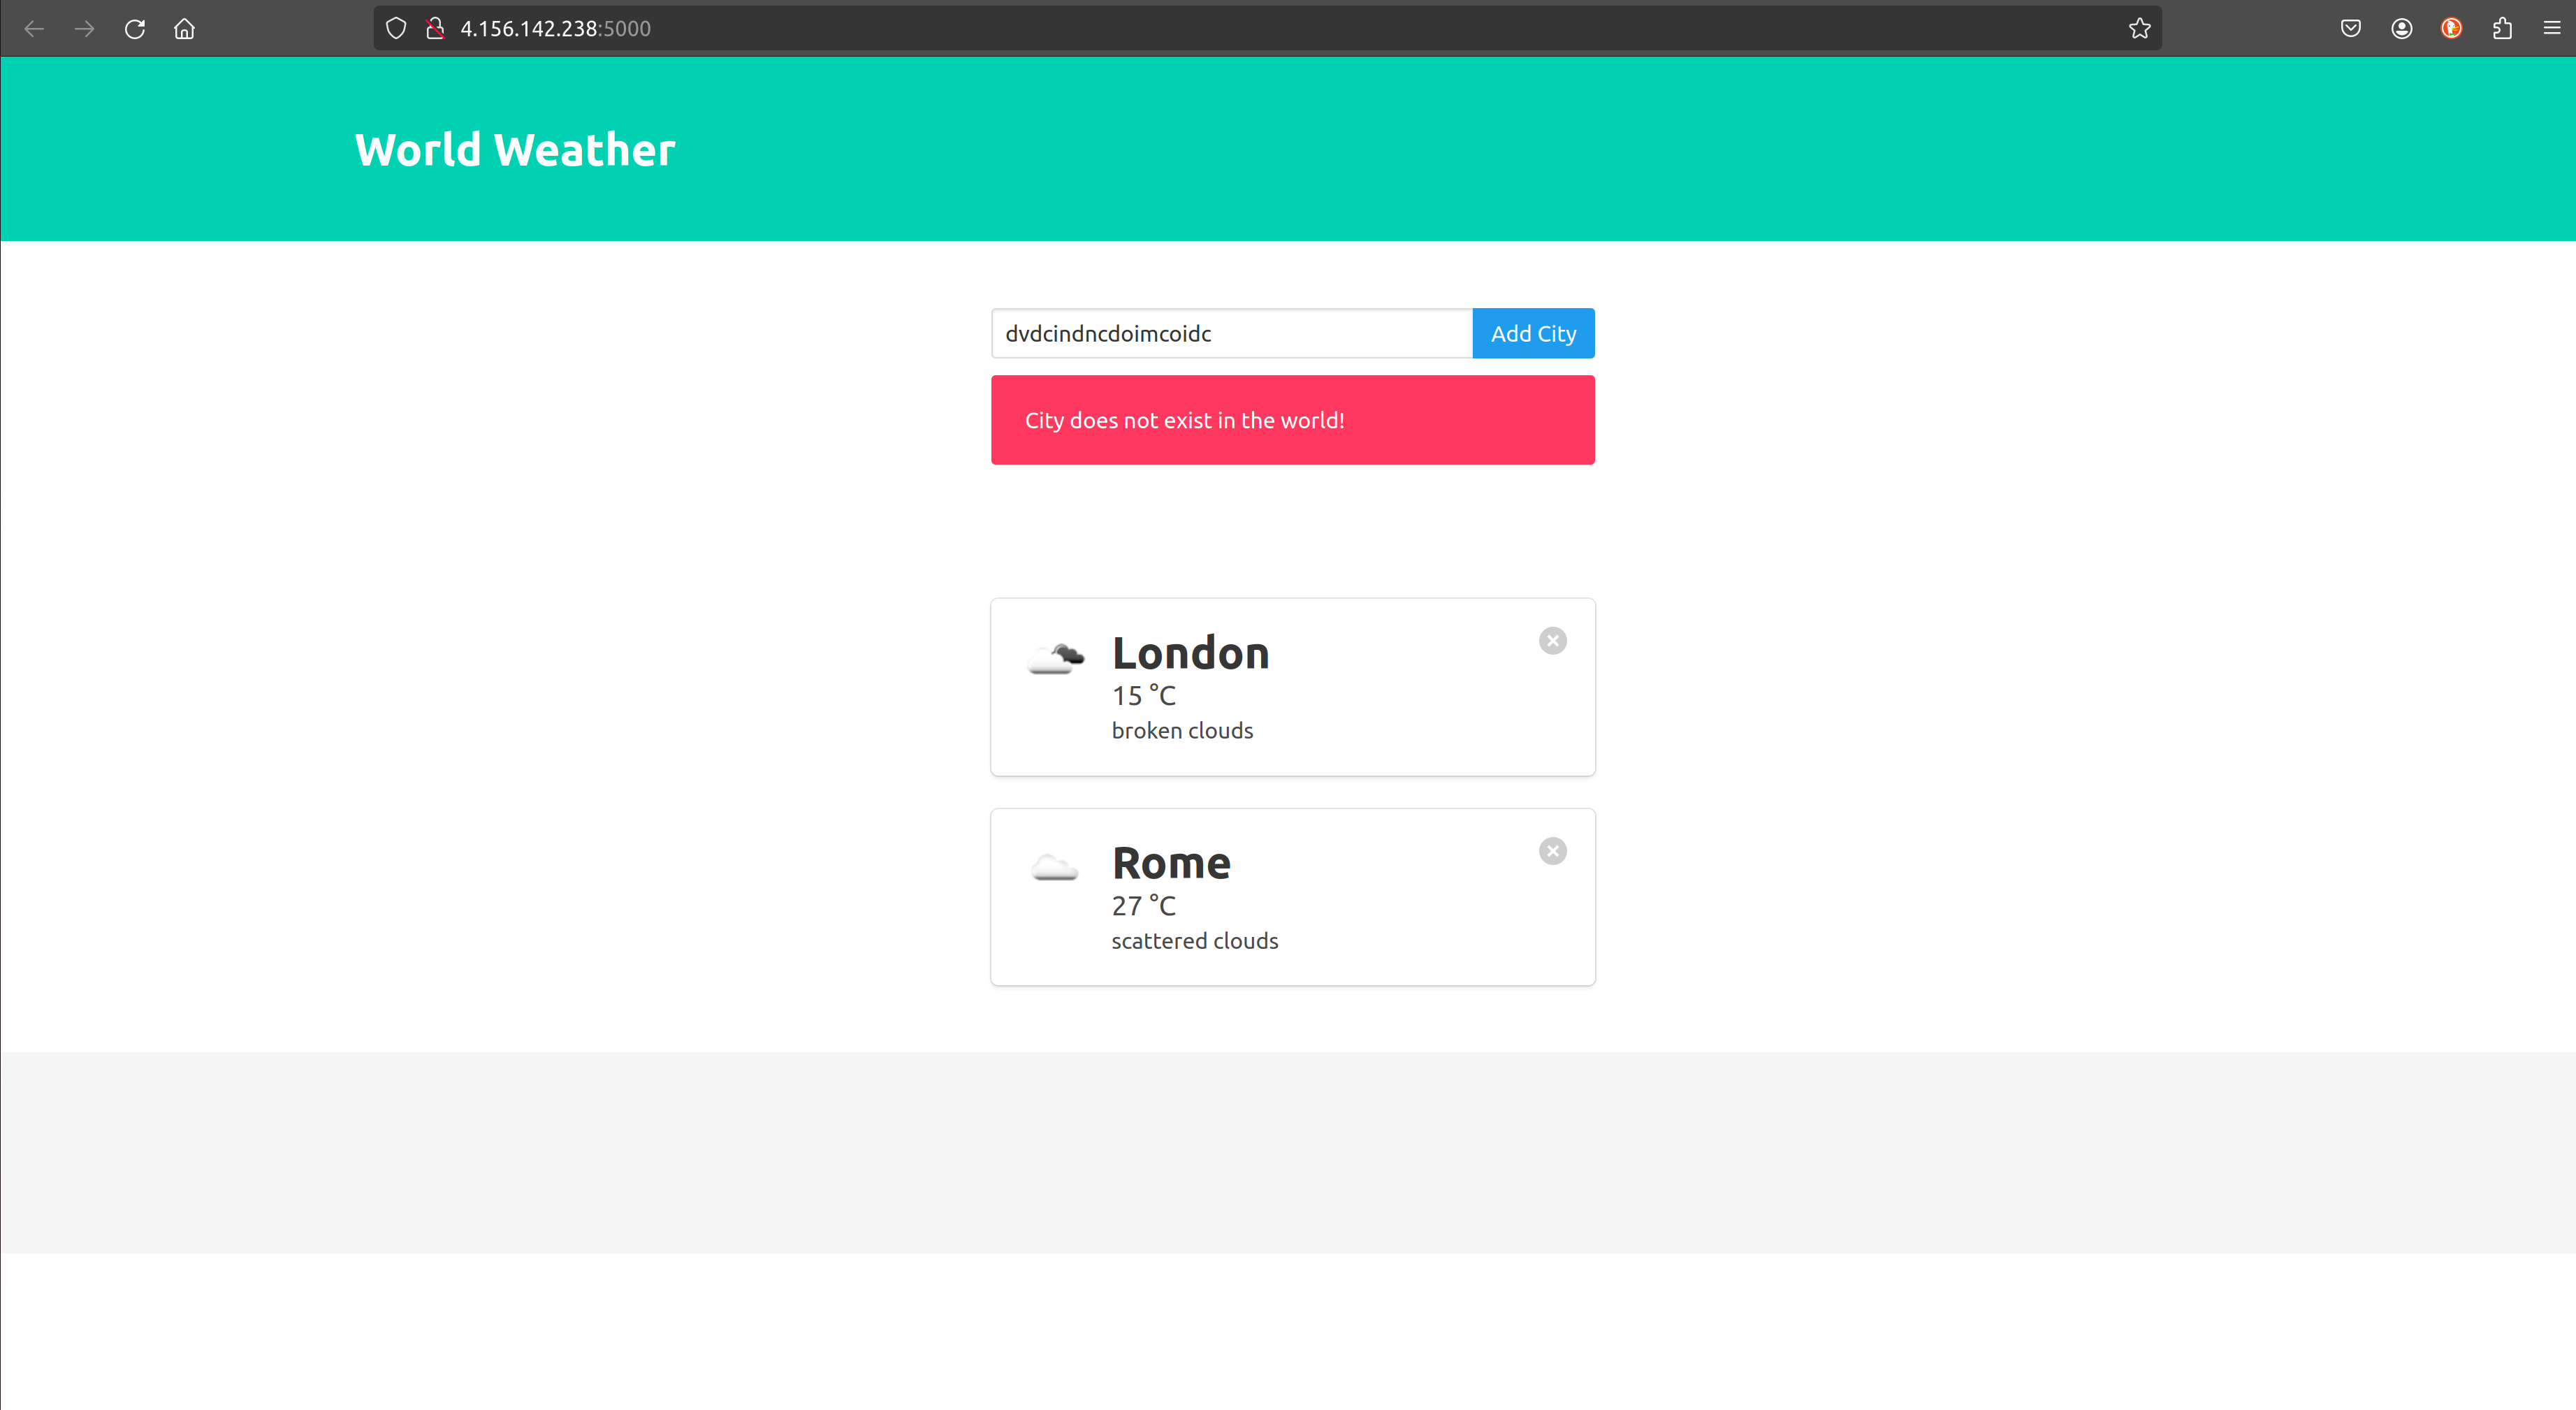 4.156.142.238:5000
World Weather
dvdcindncdoimcoidc
Add City
City does not exist in the world!
London
15 °C
broken clouds
Rome
27 °C
scattered clouds